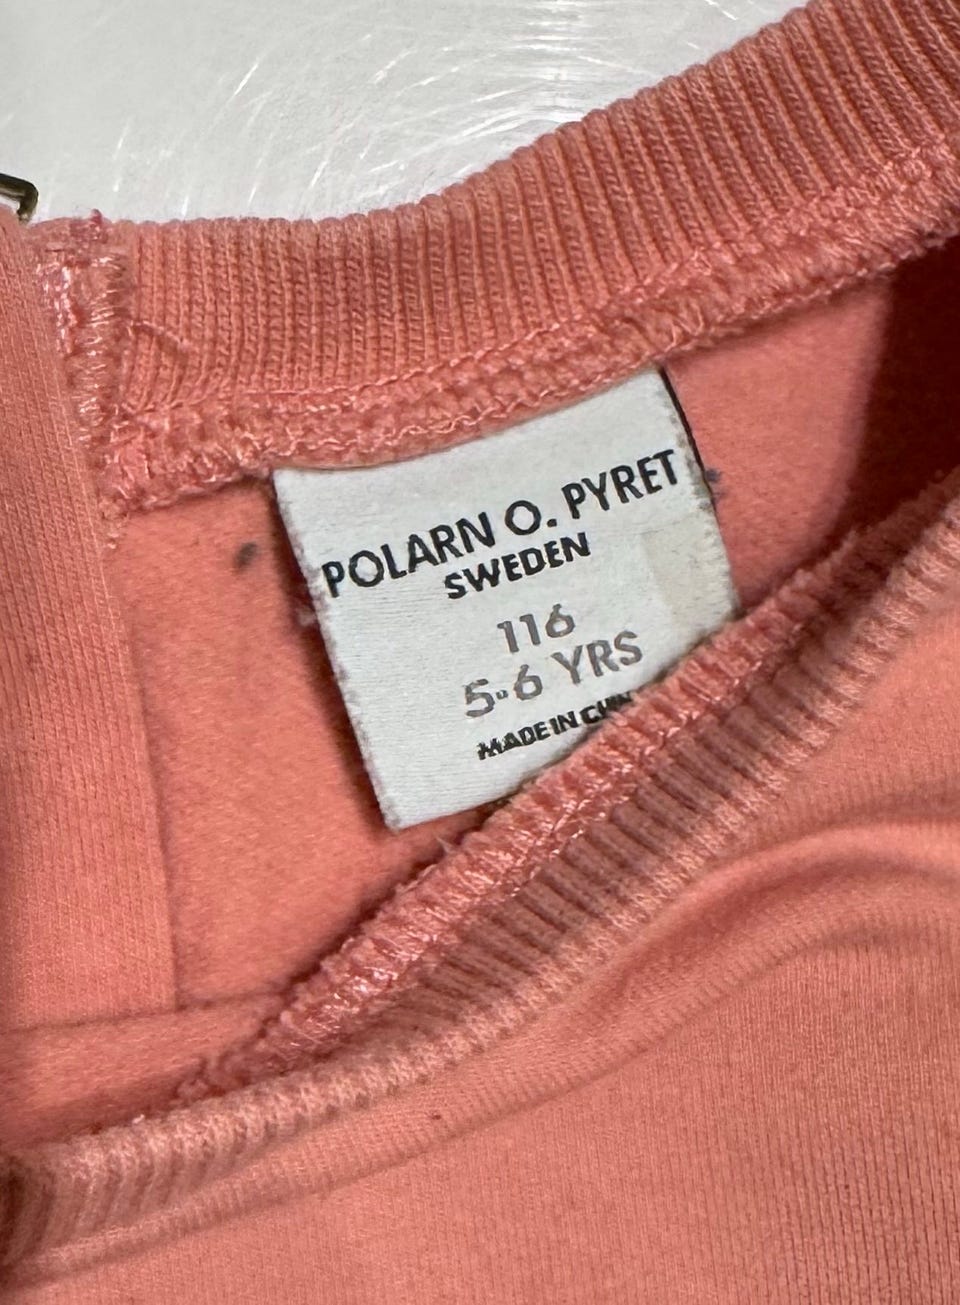 POLARN O. PYRET
SWEDEN
116
5-6 YRS
MADE IN